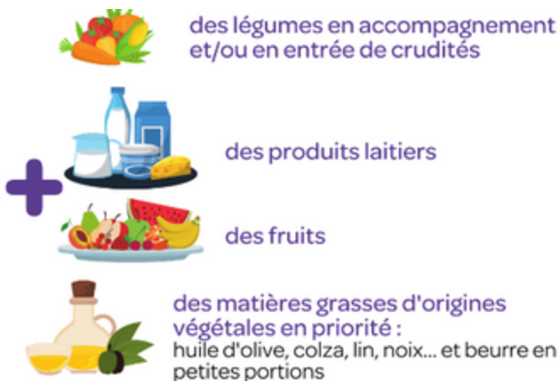 des légumes en accompagnement
et/ou en entrée de crudités
des produits laitiers
des fruits
des matières grasses d'origines
végétales en priorité :
huile d'olive, colza, lin, noix... et beurre en
petites portions